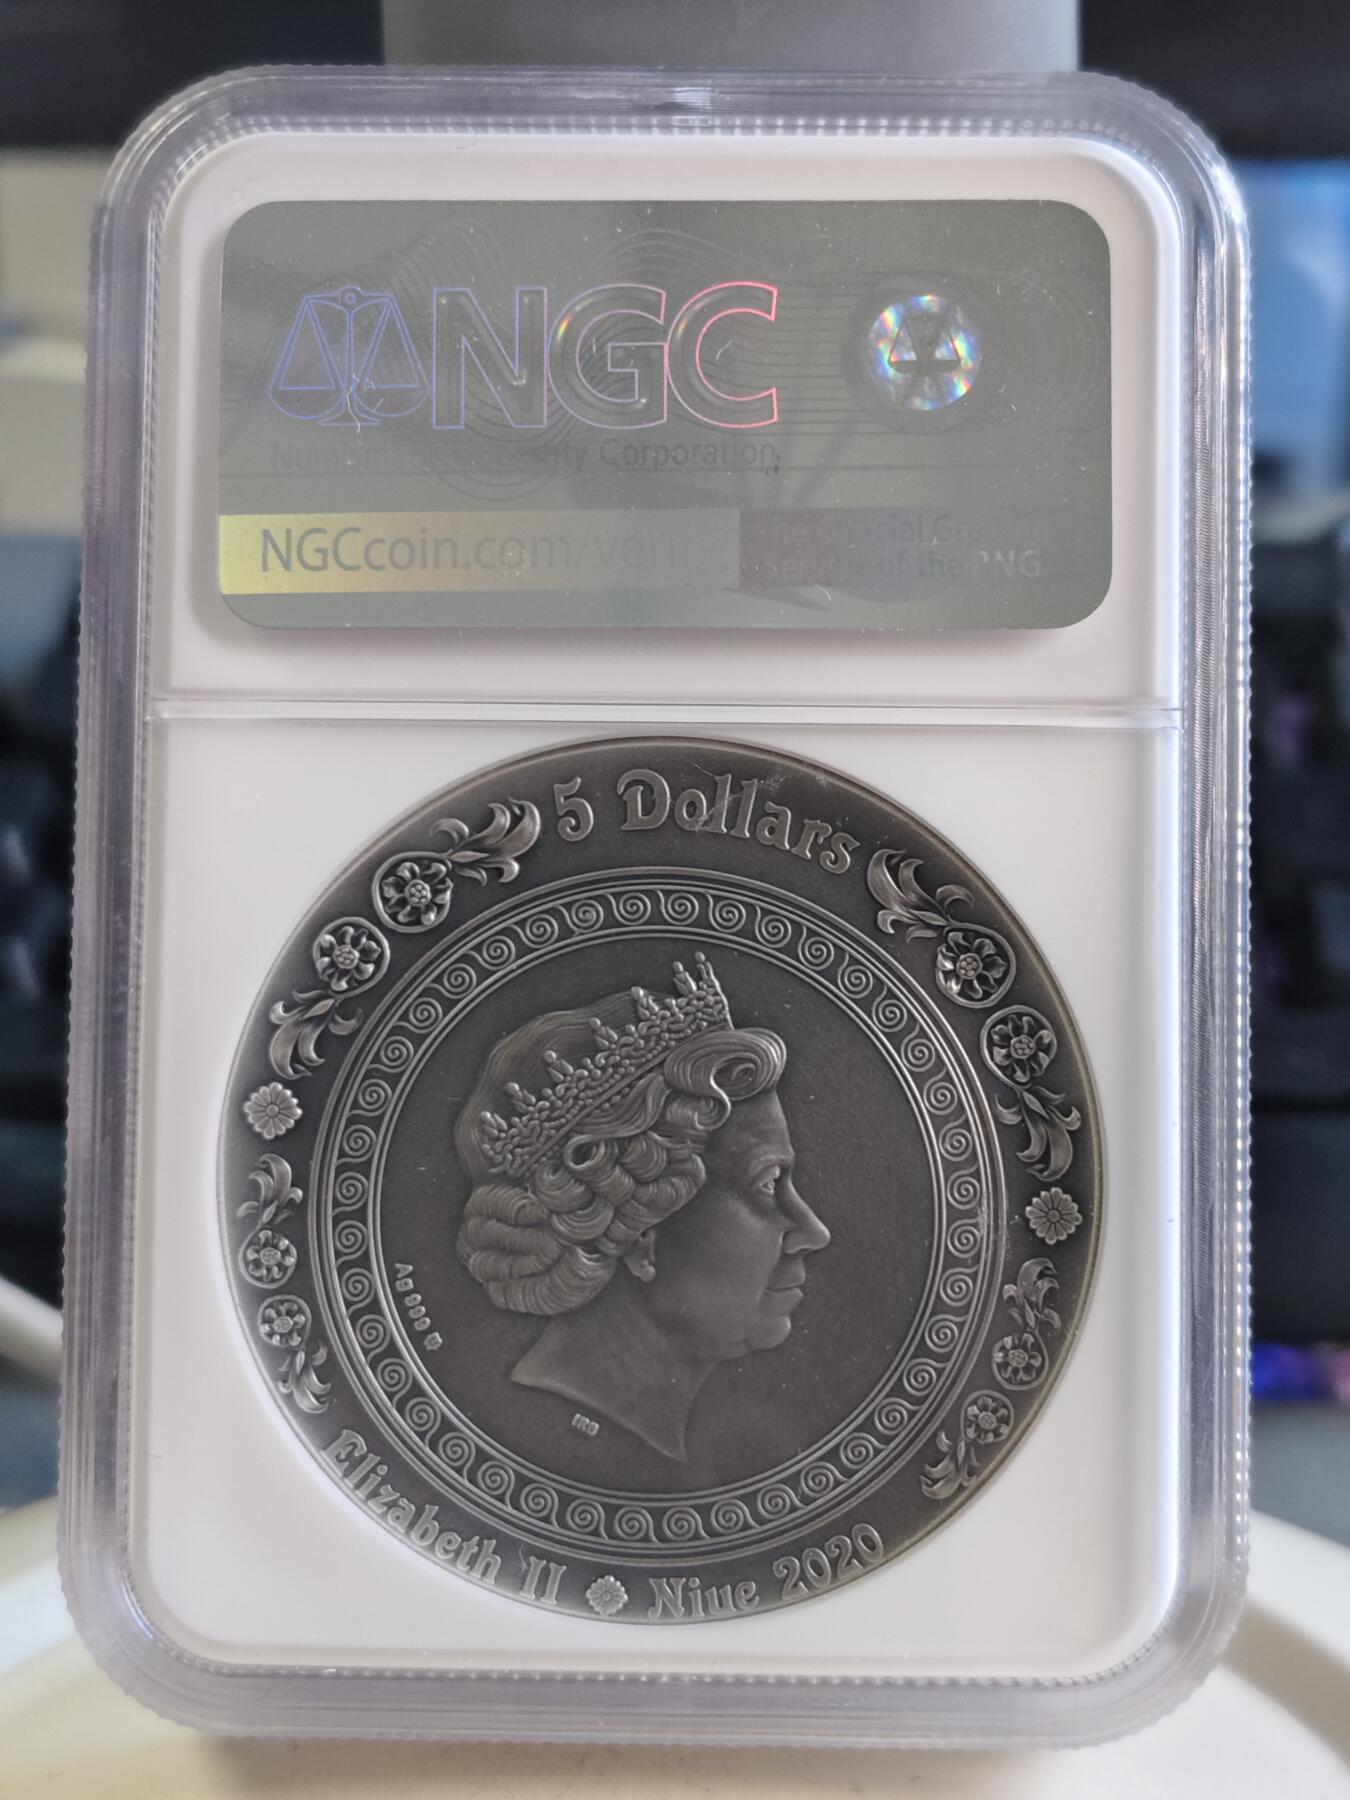 NGC
Numismatic Guaranty Corporation
NGCcoin.com/verify
The Official Grading
Service of the PNG
5 Dollars
Ag 999
IRB
Elizabeth II Niue 2020